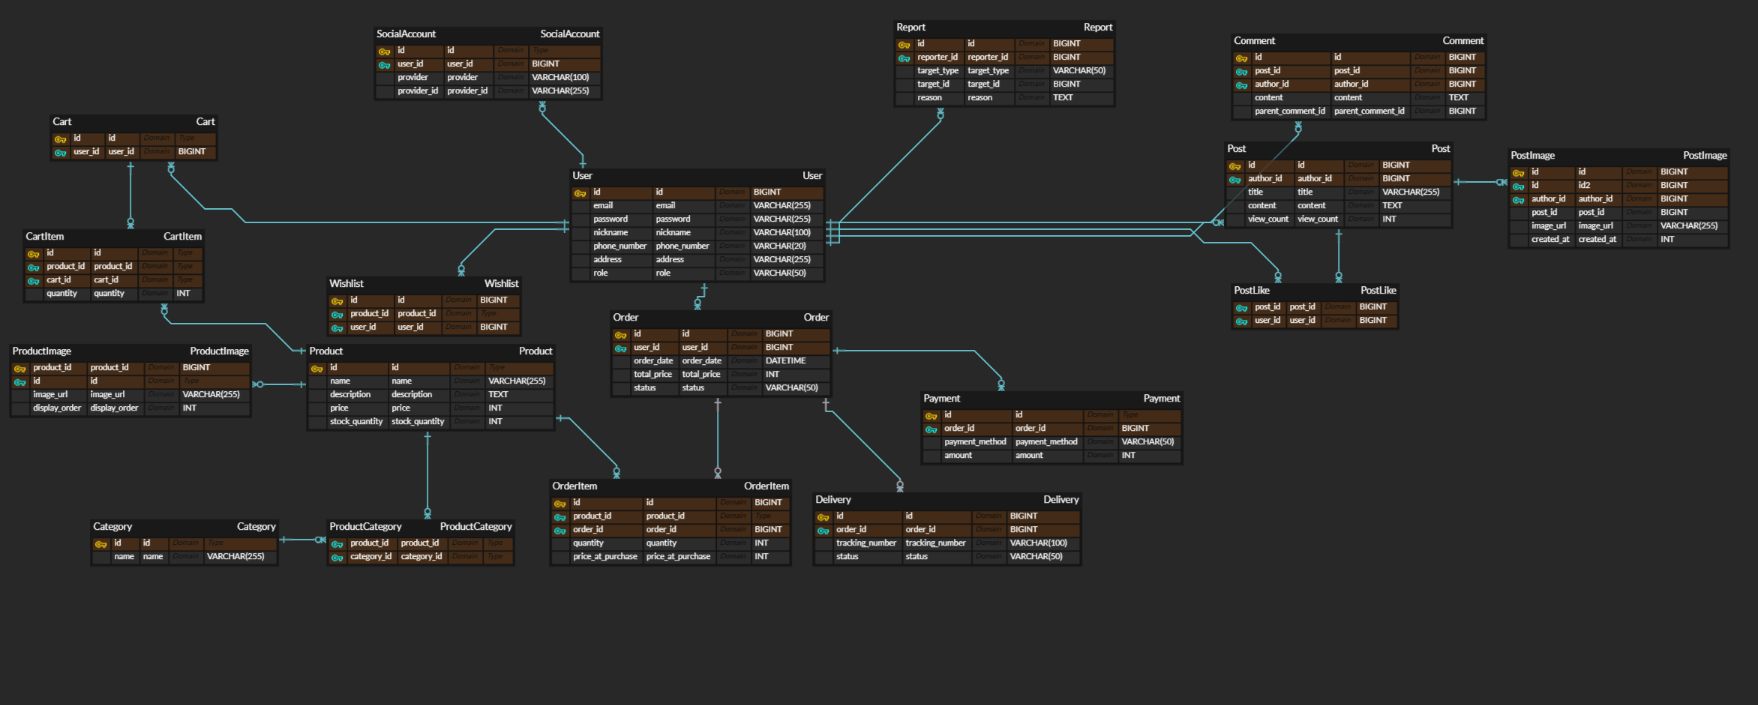 SocialAccount SocialAccount
id id Domain Type
user_id user_id Domain BIGINT
provider provider Domain VARCHAR(100)
provider_id provider_id Domain VARCHAR(255)
Report Report
id id Domain BIGINT
reporter_id reporter_id Domain BIGINT
target_type target_type Domain VARCHAR(50)
target_id target_id Domain BIGINT
reason reason Domain TEXT
Comment Comment
id id Domain BIGINT
post_id post_id Domain BIGINT
author_id author_id Domain BIGINT
content content Domain TEXT
parent_comment_id parent_comment_id Domain BIGINT
Cart Cart
id id Domain Type
user_id user_id Domain BIGINT
Post Post
id id Domain BIGINT
author_id author_id Domain BIGINT
title title Domain VARCHAR(255)
content content Domain TEXT
view_count view_count Domain INT
PostImage PostImage
id id Domain BIGINT
id id2 Domain BIGINT
author_id author_id Domain BIGINT
post_id post_id Domain BIGINT
image_url image_url Domain VARCHAR(255)
created_at created_at Domain INT
User User
id id Domain BIGINT
email email Domain VARCHAR(255)
password password Domain VARCHAR(255)
nickname nickname Domain VARCHAR(100)
phone_number phone_number Domain VARCHAR(20)
address address Domain VARCHAR(255)
role role Domain VARCHAR(50)
CartItem CartItem
id id Domain Type
product_id product_id Domain Type
cart_id cart_id Domain Type
quantity quantity Domain INT
Wishlist Wishlist
id id Domain BIGINT
product_id product_id Domain Type
user_id user_id Domain BIGINT
PostLike PostLike
post_id post_id Domain BIGINT
user_id user_id Domain BIGINT
Order Order
id id Domain BIGINT
user_id user_id Domain BIGINT
order_date order_date Domain DATETIME
total_price total_price Domain INT
status status Domain VARCHAR(50)
ProductImage ProductImage
product_id product_id Domain BIGINT
id id Domain Type
image_url image_url Domain VARCHAR(255)
display_order display_order Domain INT
Product Product
id id Domain Type
name name Domain VARCHAR(255)
description description Domain TEXT
price price Domain INT
stock_quantity stock_quantity Domain INT
Payment Payment
id id Domain Type
order_id order_id Domain BIGINT
payment_method payment_method Domain VARCHAR(50)
amount amount Domain INT
OrderItem OrderItem
id id Domain BIGINT
product_id product_id Domain Type
order_id order_id Domain BIGINT
quantity quantity Domain INT
price_at_purchase price_at_purchase Domain INT
Delivery Delivery
id id Domain BIGINT
order_id order_id Domain BIGINT
tracking_number tracking_number Domain VARCHAR(100)
status status Domain VARCHAR(50)
Category Category
id id Domain Type
name name Domain VARCHAR(255)
ProductCategory ProductCategory
product_id product_id Domain Type
category_id category_id Domain Type